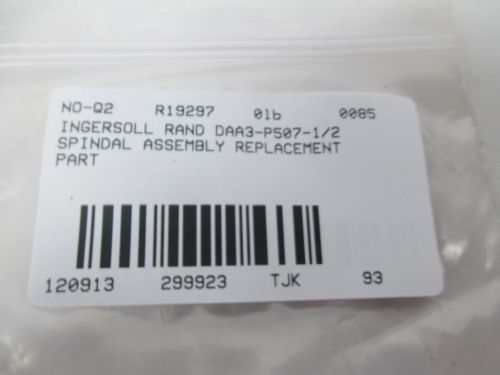 NO-Q2 R19297 01b 0085
INGERSOLL RAND DAA3-P507-1/2
SPINDAL ASSEMBLY REPLACEMENT
PART
120913 299923 TJK 93